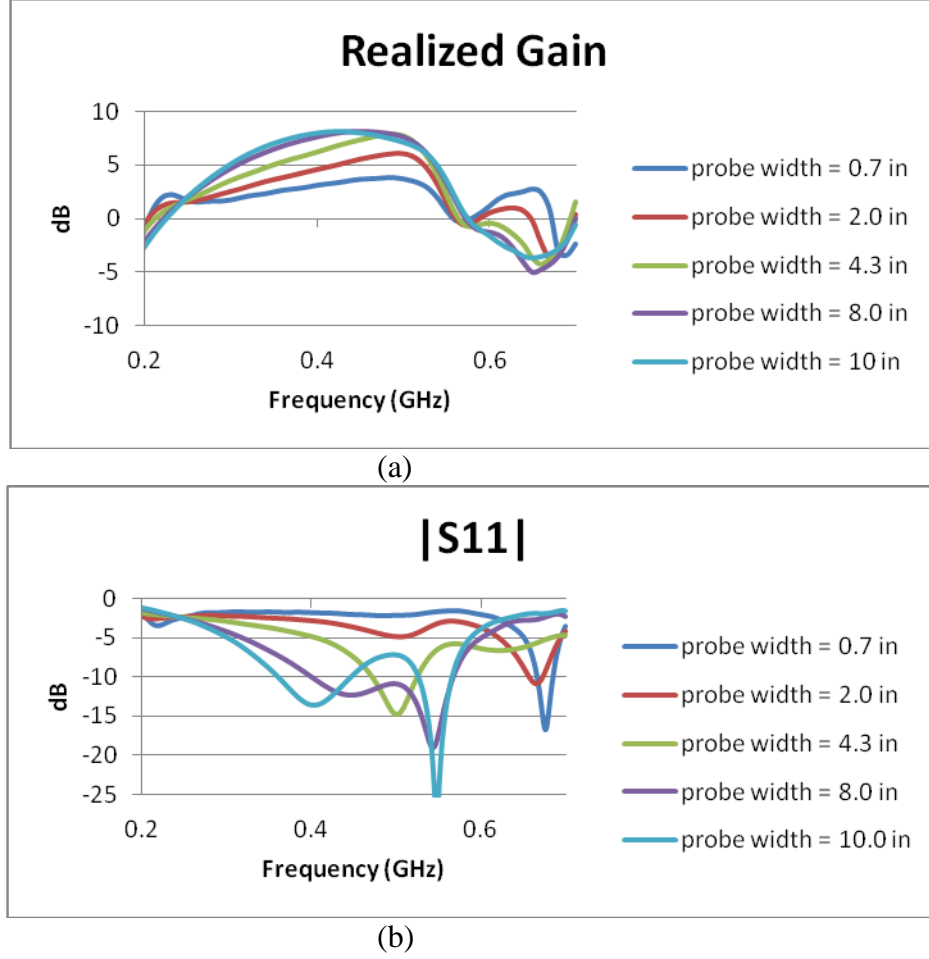 Realized Gain
10
5
0
-5
-10
dB
0.2 0.4 0.6
Frequency (GHz)
probe width = 0.7 in
probe width = 2.0 in
probe width = 4.3 in
probe width = 8.0 in
probe width = 10 in
(a)
|S11|
0
-5
-10
-15
-20
-25
dB
0.2 0.4 0.6
Frequency (GHz)
probe width = 0.7 in
probe width = 2.0 in
probe width = 4.3 in
probe width = 8.0 in
probe width = 10.0 in
(b)